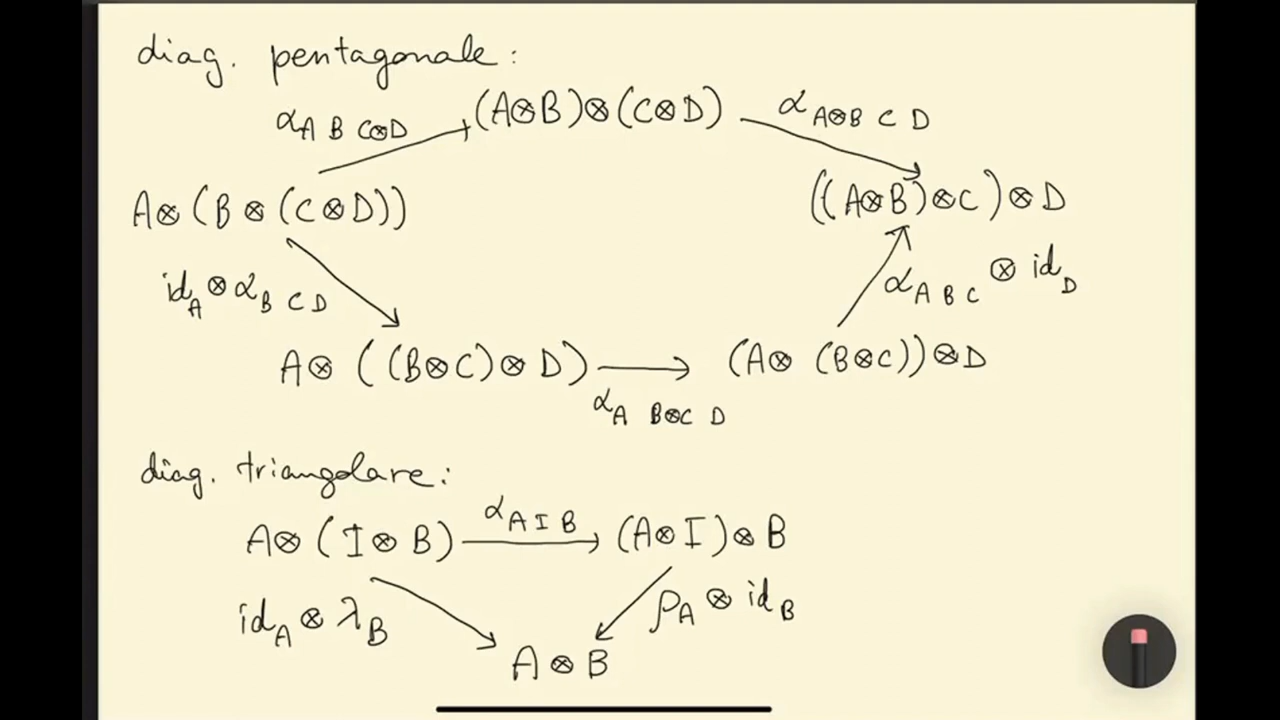 diag. pentagonale:
α_{A B C⊗D} (A⊗B)⊗(C⊗D) α_{A⊗B C D}
A⊗(B⊗(C⊗D)) ((A⊗B)⊗C)⊗D
id_A⊗α_{B C D} α_{A B C} ⊗ id_D
A⊗((B⊗C)⊗D) → (A⊗(B⊗C))⊗D
α_{A B⊗C D}
diag. triangolare:
α_{A I B}
A⊗(I⊗B) → (A⊗I)⊗B
id_A⊗λ_B ρ_A⊗id_B
A⊗B